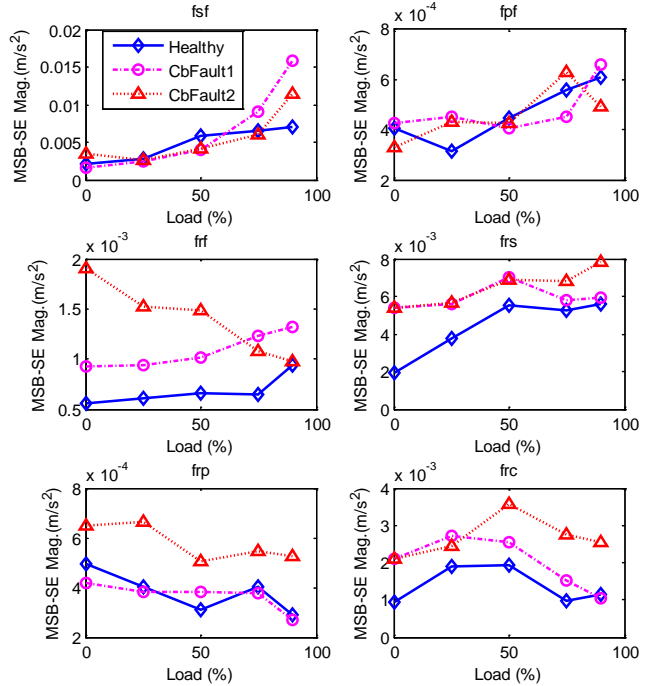 fsf
0.02
0.015
0.01
0.005
0
0 50 100
MSB-SE Mag.(m/s²)
Load (%)
Healthy
CbFault1
CbFault2
fpf
x 10⁻⁴
8
6
4
2
0 50 100
MSB-SE Mag.(m/s²)
Load (%)
frf
x 10⁻³
2
1.5
1
0.5
0 50 100
MSB-SE Mag.(m/s²)
Load (%)
frs
x 10⁻³
8
6
4
2
0
0 50 100
MSB-SE Mag.(m/s²)
Load (%)
frp
x 10⁻⁴
8
6
4
2
0 50 100
MSB-SE Mag.(m/s²)
Load (%)
frc
x 10⁻³
4
3
2
1
0
0 50 100
MSB-SE Mag.(m/s²)
Load (%)